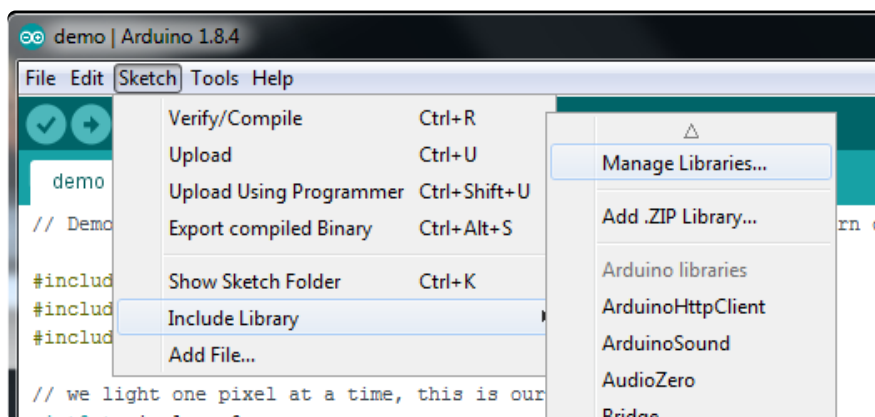 demo | Arduino 1.8.4
File Edit Sketch Tools Help
Verify/Compile Ctrl+R
Upload Ctrl+U
Upload Using Programmer Ctrl+Shift+U
Export compiled Binary Ctrl+Alt+S
Show Sketch Folder Ctrl+K
Include Library
Add File...
Manage Libraries...
Add .ZIP Library...
Arduino libraries
ArduinoHttpClient
ArduinoSound
AudioZero
Bridge
demo
// Demo
rn
#includ
#includ
#includ
// we light one pixel at a time, this is our